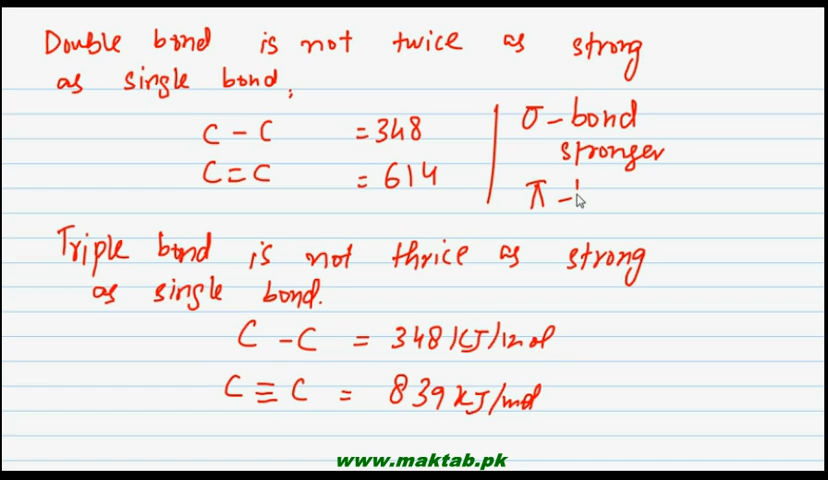 Double bond is not twice as strong
as single bond.
C - C = 348
C = C = 614
σ - bond
stronger
π -
Triple bond is not thrice as strong
as single bond.
C - C = 348 KJ/mol
C ≡ C = 839 KJ/mol
www.maktab.pk